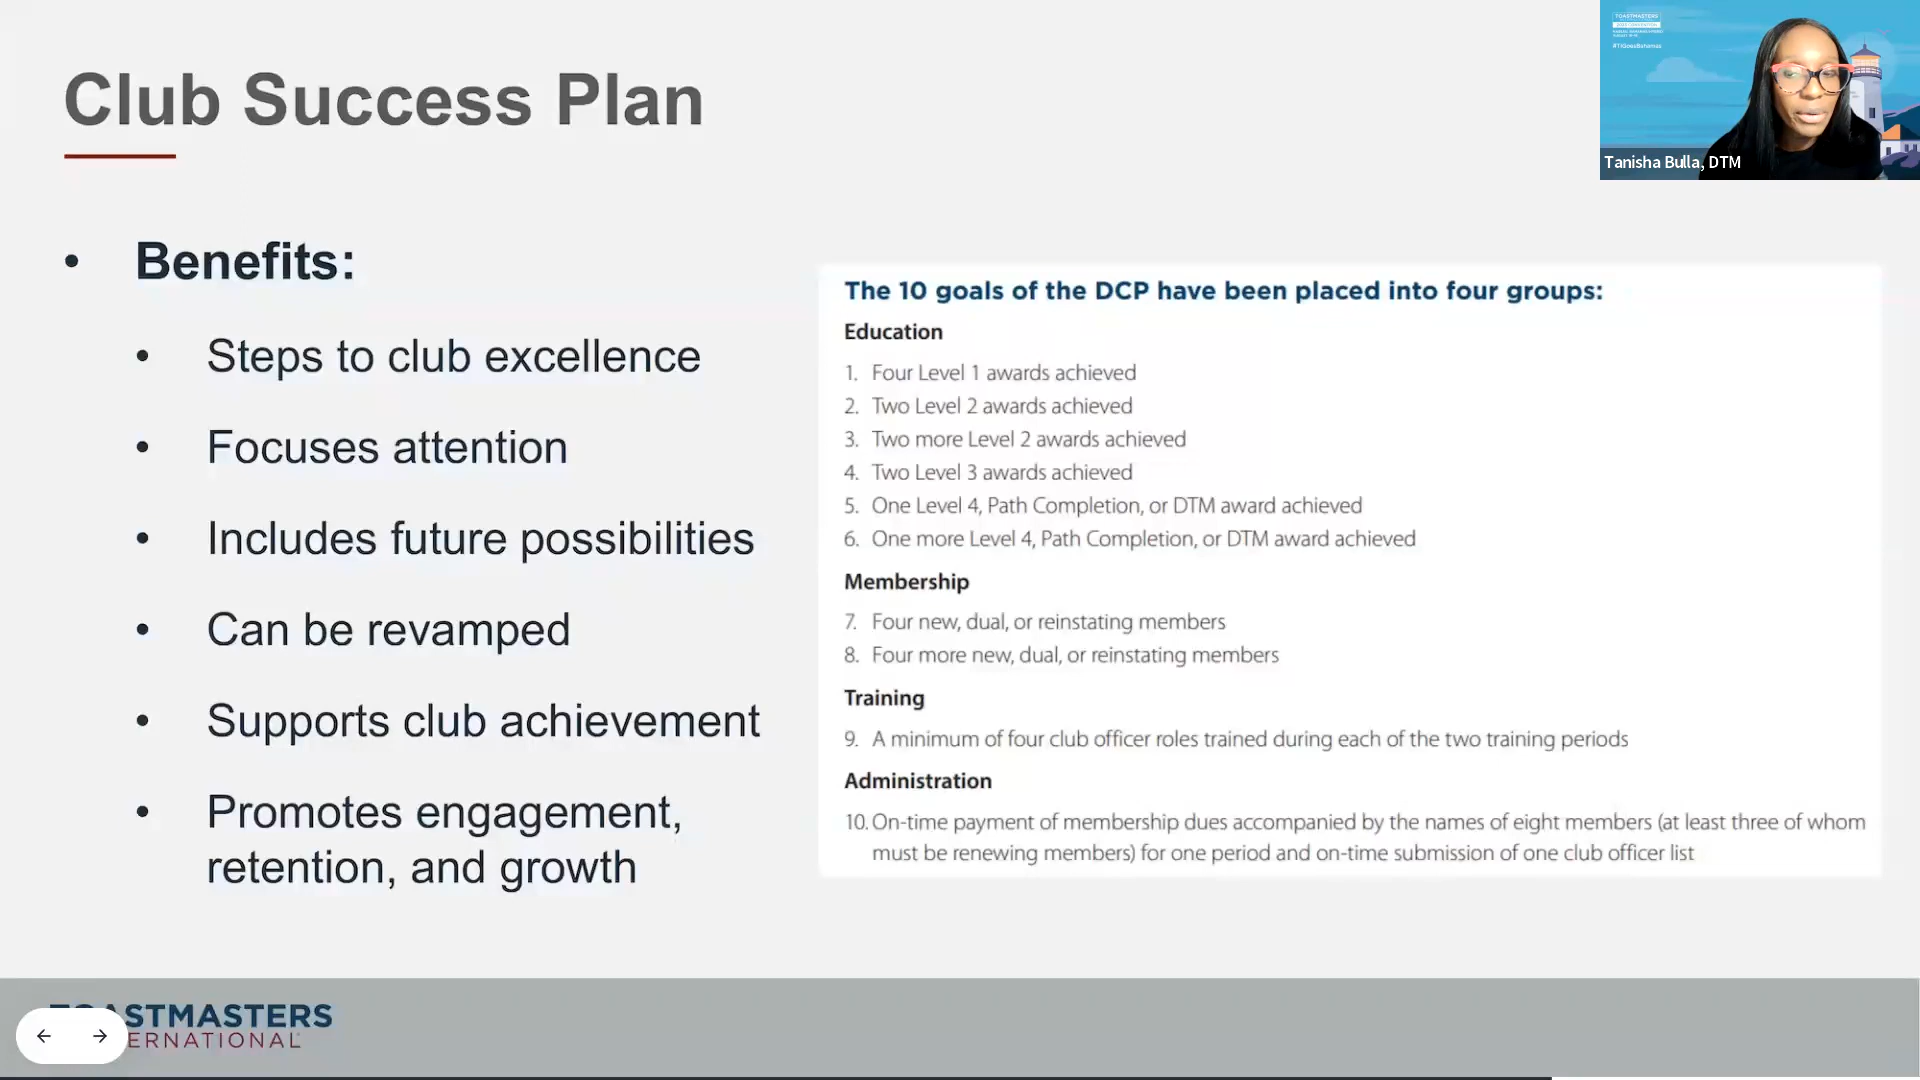 Club Success Plan
• Benefits:
• Steps to club excellence
• Focuses attention
• Includes future possibilities
• Can be revamped
• Supports club achievement
• Promotes engagement,
retention, and growth
The 10 goals of the DCP have been placed into four groups:
Education
1. Four Level 1 awards achieved
2. Two Level 2 awards achieved
3. Two more Level 2 awards achieved
4. Two Level 3 awards achieved
5. One Level 4, Path Completion, or DTM award achieved
6. One more Level 4, Path Completion, or DTM award achieved
Membership
7. Four new, dual, or reinstating members
8. Four more new, dual, or reinstating members
Training
9. A minimum of four club officer roles trained during each of the two training periods
Administration
10. On-time payment of membership dues accompanied by the names of eight members (at least three of whom
must be renewing members) for one period and on-time submission of one club officer list
TOASTMASTERS
#TIGoesBahamas
Tanisha Bulla, DTM
TOASTMASTERS
ERNATIONAL